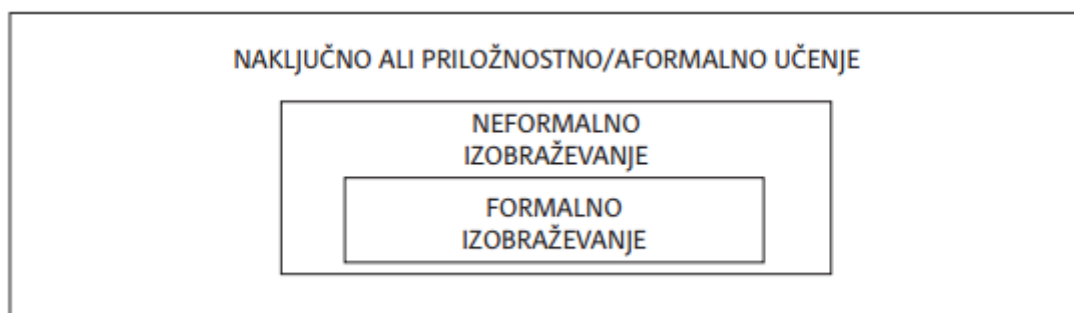 NAKLJUČNO ALI PRILOŽNOSTNO/AFORMALNO UČENJE
NEFORMALNO
IZOBRAŽEVANJE
FORMALNO
IZOBRAŽEVANJE